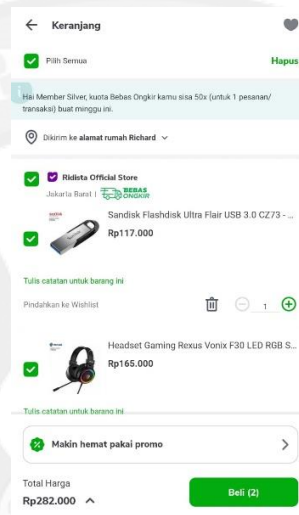 Keranjang
Pilih Semua
Hapus
Hai Member Silver, kuota Bebas Ongkir kamu sisa 50x (untuk 1 pesanan/
transaksi) buat minggu ini.
Dikirim ke alamat rumah Richard
Ridista Official Store
Jakarta Barat
BEBAS
ONGKIR
Sandisk Flashdisk Ultra Flair USB 3.0 CZ73 - ...
Rp117.000
Tulis catatan untuk barang ini
Pindahkan ke Wishlist
1
Headset Gaming Rexus Vonix F30 LED RGB S...
Rp165.000
Tulis catatan untuk barang ini
Makin hemat pakai promo
Total Harga
Rp282.000
Beli (2)